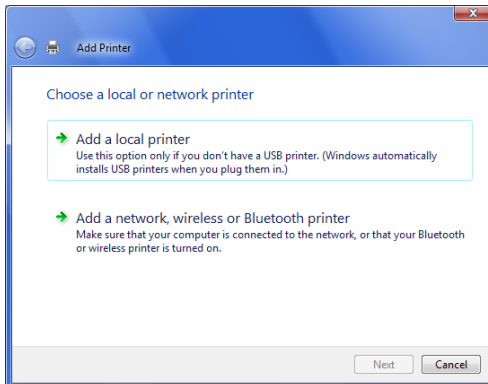 Add Printer
Choose a local or network printer
Add a local printer
Use this option only if you don't have a USB printer. (Windows automatically
installs USB printers when you plug them in.)
Add a network, wireless or Bluetooth printer
Make sure that your computer is connected to the network, or that your Bluetooth
or wireless printer is turned on.
Next
Cancel